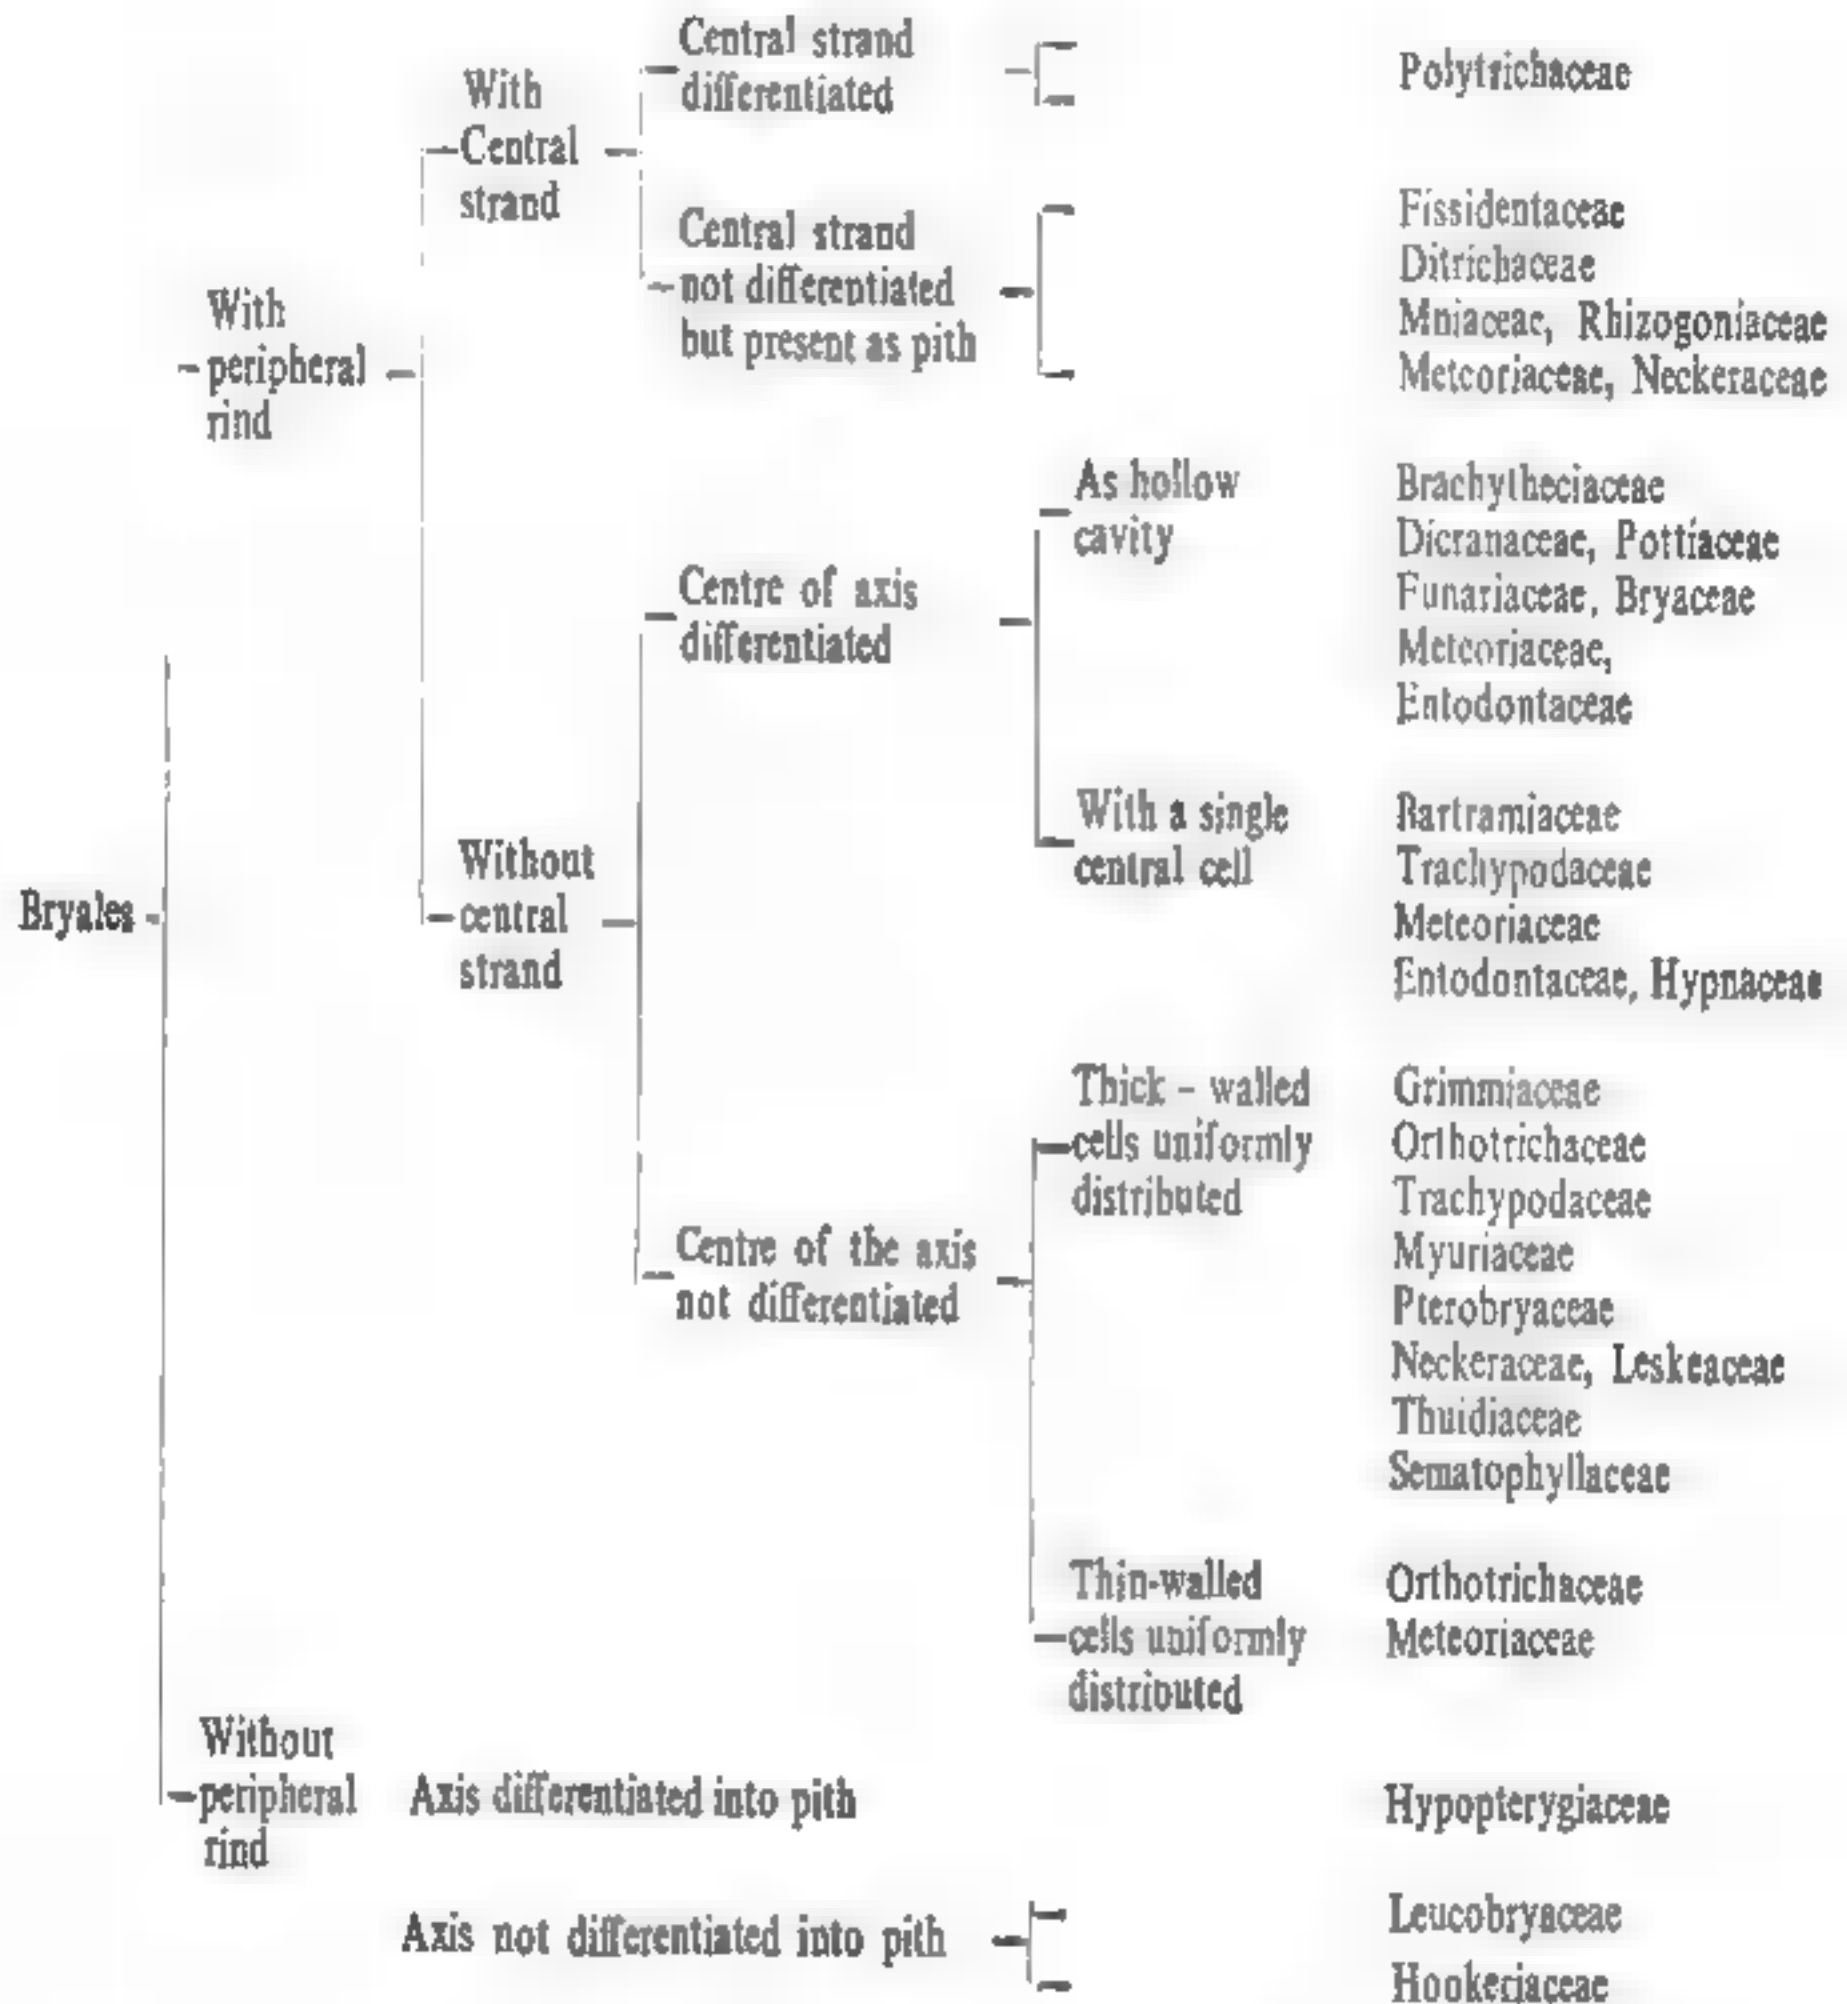 Central strand
differentiated
Polytrichaceae
With
Central
strand
Central strand
not differentiated
but present as pith
Fissidentaceae
Ditrichaceae
Mniaceae, Rhizogoniaceae
Meteoriaceae, Neckeraceae
With
peripheral
rind
As hollow
cavity
Brachytheciaceae
Dicranaceae, Pottiaceae
Funariaceae, Bryaceae
Meteoriaceae,
Entodontaceae
Centre of axis
differentiated
With a single
central cell
Bartramiaceae
Trachypodaceae
Meteoriaceae
Entodontaceae, Hypnaceae
Bryales
Without
central
strand
Thick - walled
cells uniformly
distributed
Grimmiaceae
Orthotrichaceae
Trachypodaceae
Myuriaceae
Pterobryaceae
Neckeraceae, Leskeaceae
Thuidiaceae
Sematophyllaceae
Centre of the axis
not differentiated
Thin-walled
cells uniformly
distributed
Orthotrichaceae
Meteoriaceae
Without
peripheral
rind
Axis differentiated into pith
Hypopterygiaceae
Axis not differentiated into pith
Leucobryaceae
Hookeriaceae